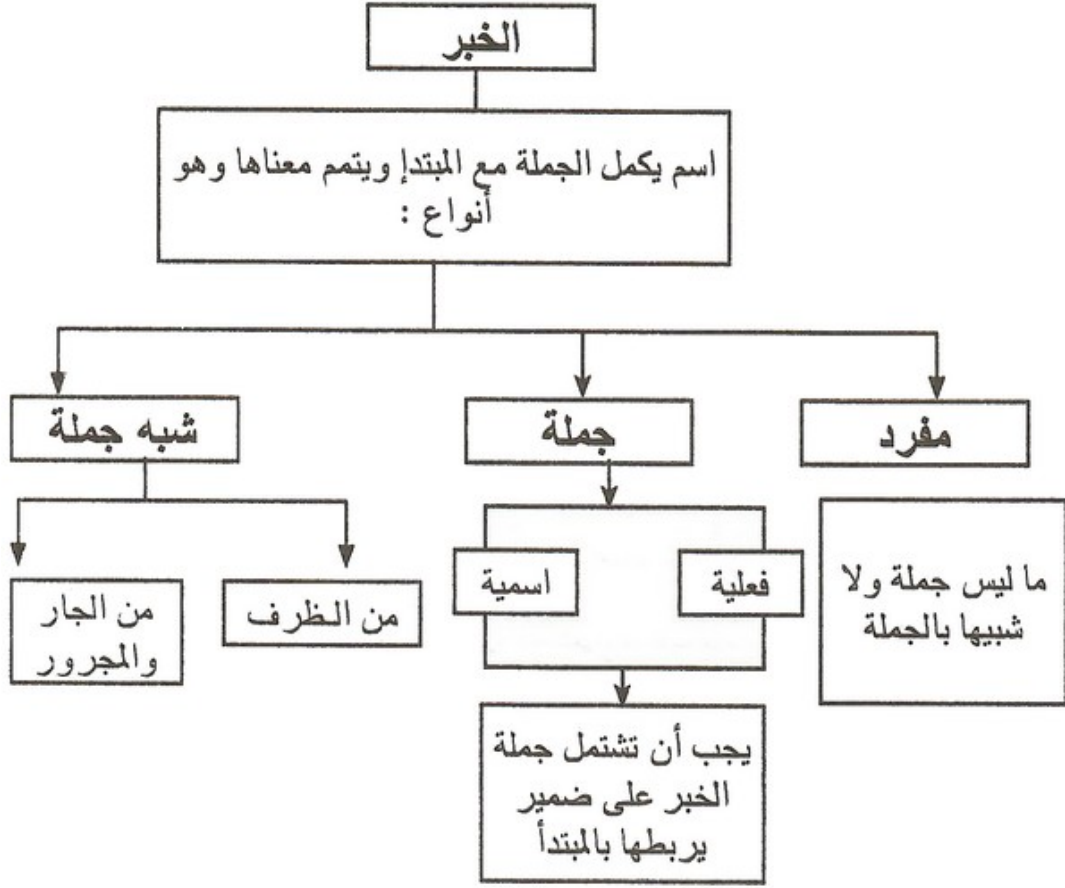 الخبر
اسم يكمل الجملة مع المبتدإ ويتمم معناها وهو
أنواع :
مفرد
جملة
شبه جملة
ما ليس جملة ولا
شبيها بالجملة
فعلية
اسمية
من الظرف
من الجار
والمجرور
يجب أن تشتمل جملة
الخبر على ضمير
يربطها بالمبتدأ